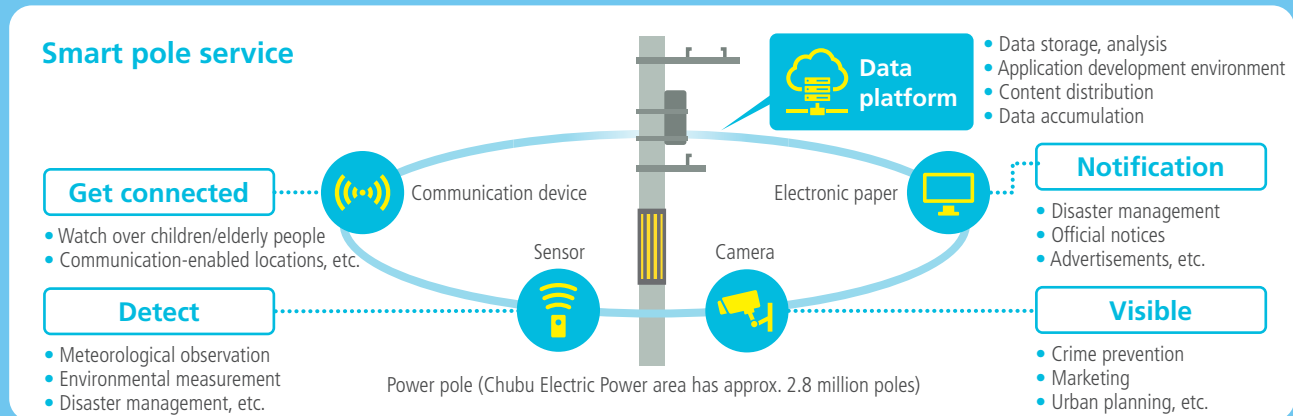 Smart pole service
Data
platform
• Data storage, analysis
• Application development environment
• Content distribution
• Data accumulation
Get connected
Communication device
• Watch over children/elderly people
• Communication-enabled locations, etc.
Electronic paper
Notification
• Disaster management
• Official notices
• Advertisements, etc.
Sensor
Camera
Detect
• Meteorological observation
• Environmental measurement
• Disaster management, etc.
Visible
• Crime prevention
• Marketing
• Urban planning, etc.
Power pole (Chubu Electric Power area has approx. 2.8 million poles)